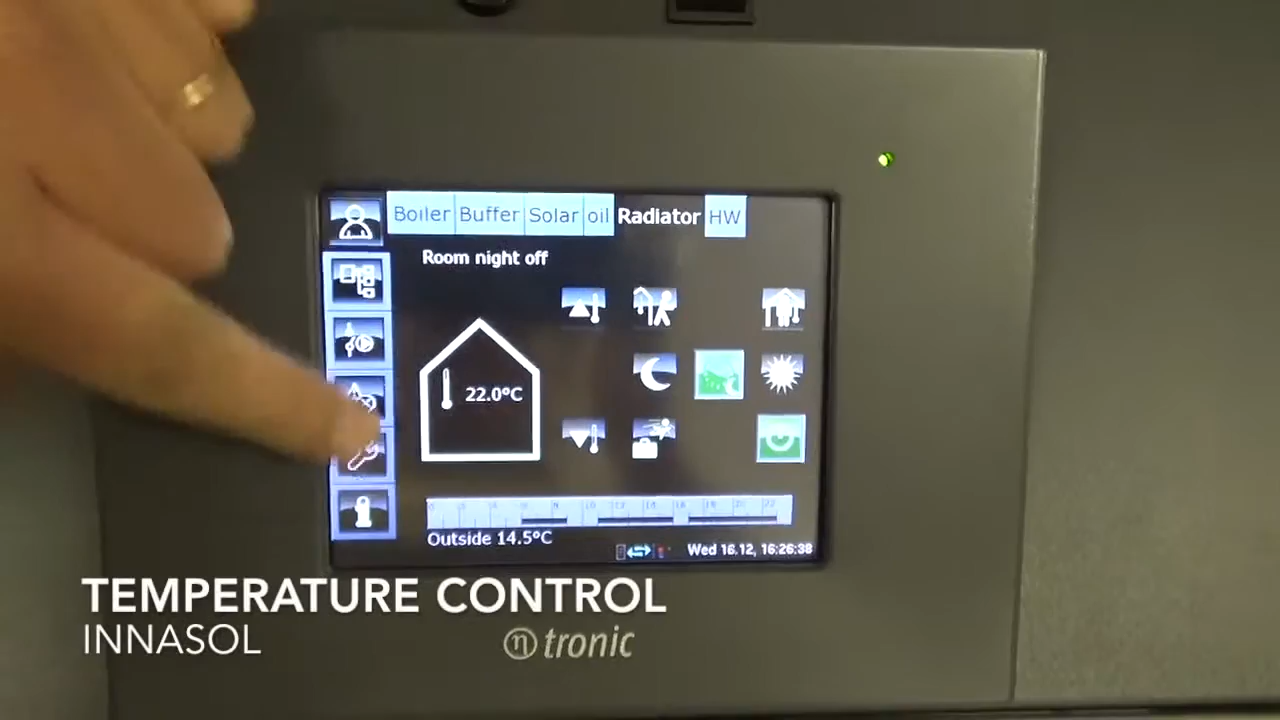 Boiler Buffer Solar oil Radiator HW
Room night off
22.0°C
Outside 14.5°C
Wed 16.12, 16:26:38
TEMPERATURE CONTROL
INNASOL
η tronic